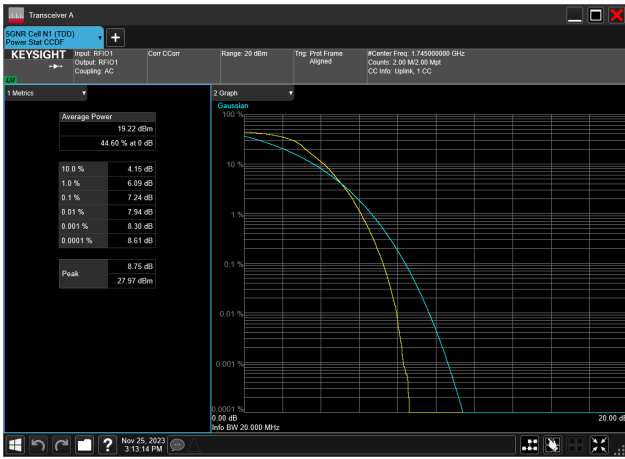 Transceiver A
5GNR Cell N1 (TDD)
Power Stat CCDF
KEYSIGHT
Input: RFIO1
Output: RFIO1
Coupling: AC
Corr CCorr
Range: 20 dBm
Trig: Prot Frame
Aligned
#Center Freq: 1.745000000 GHz
Counts: 2.00 M/2.00 Mpt
CC Info: Uplink, 1 CC
1 Metrics
Average Power
19.22 dBm
44.60 % at 0 dB
10.0 % 4.15 dB
1.0 % 6.09 dB
0.1 % 7.24 dB
0.01 % 7.94 dB
0.001 % 8.30 dB
0.0001 % 8.61 dB
Peak
8.75 dB
27.97 dBm
2 Graph
Gaussian
100 %
10 %
1 %
0.1 %
0.01 %
0.001 %
0.0001 %
0.00 dB
20.00 dB
Info BW 20.000 MHz
?
Nov 25, 2023
3:13:14 PM